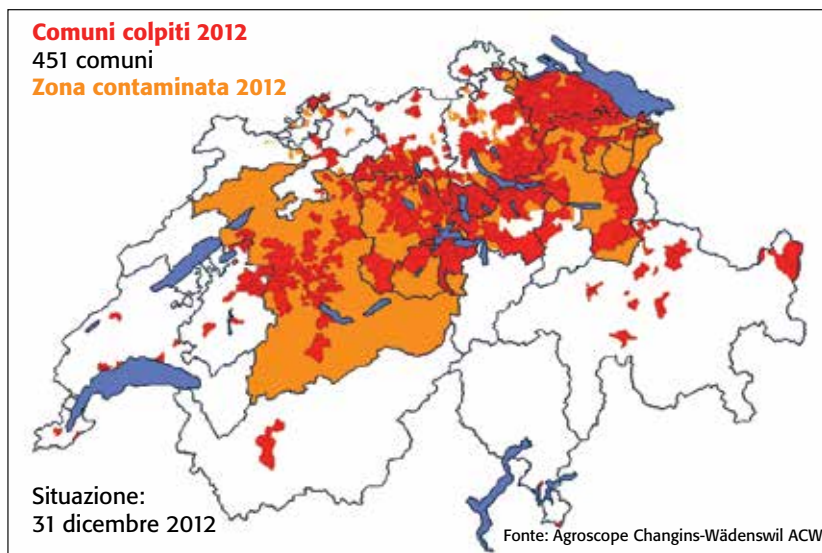 Comuni colpiti 2012
451 comuni
Zona contaminata 2012
Situazione:
31 dicembre 2012
Fonte: Agroscope Changins-Wädenswil ACW